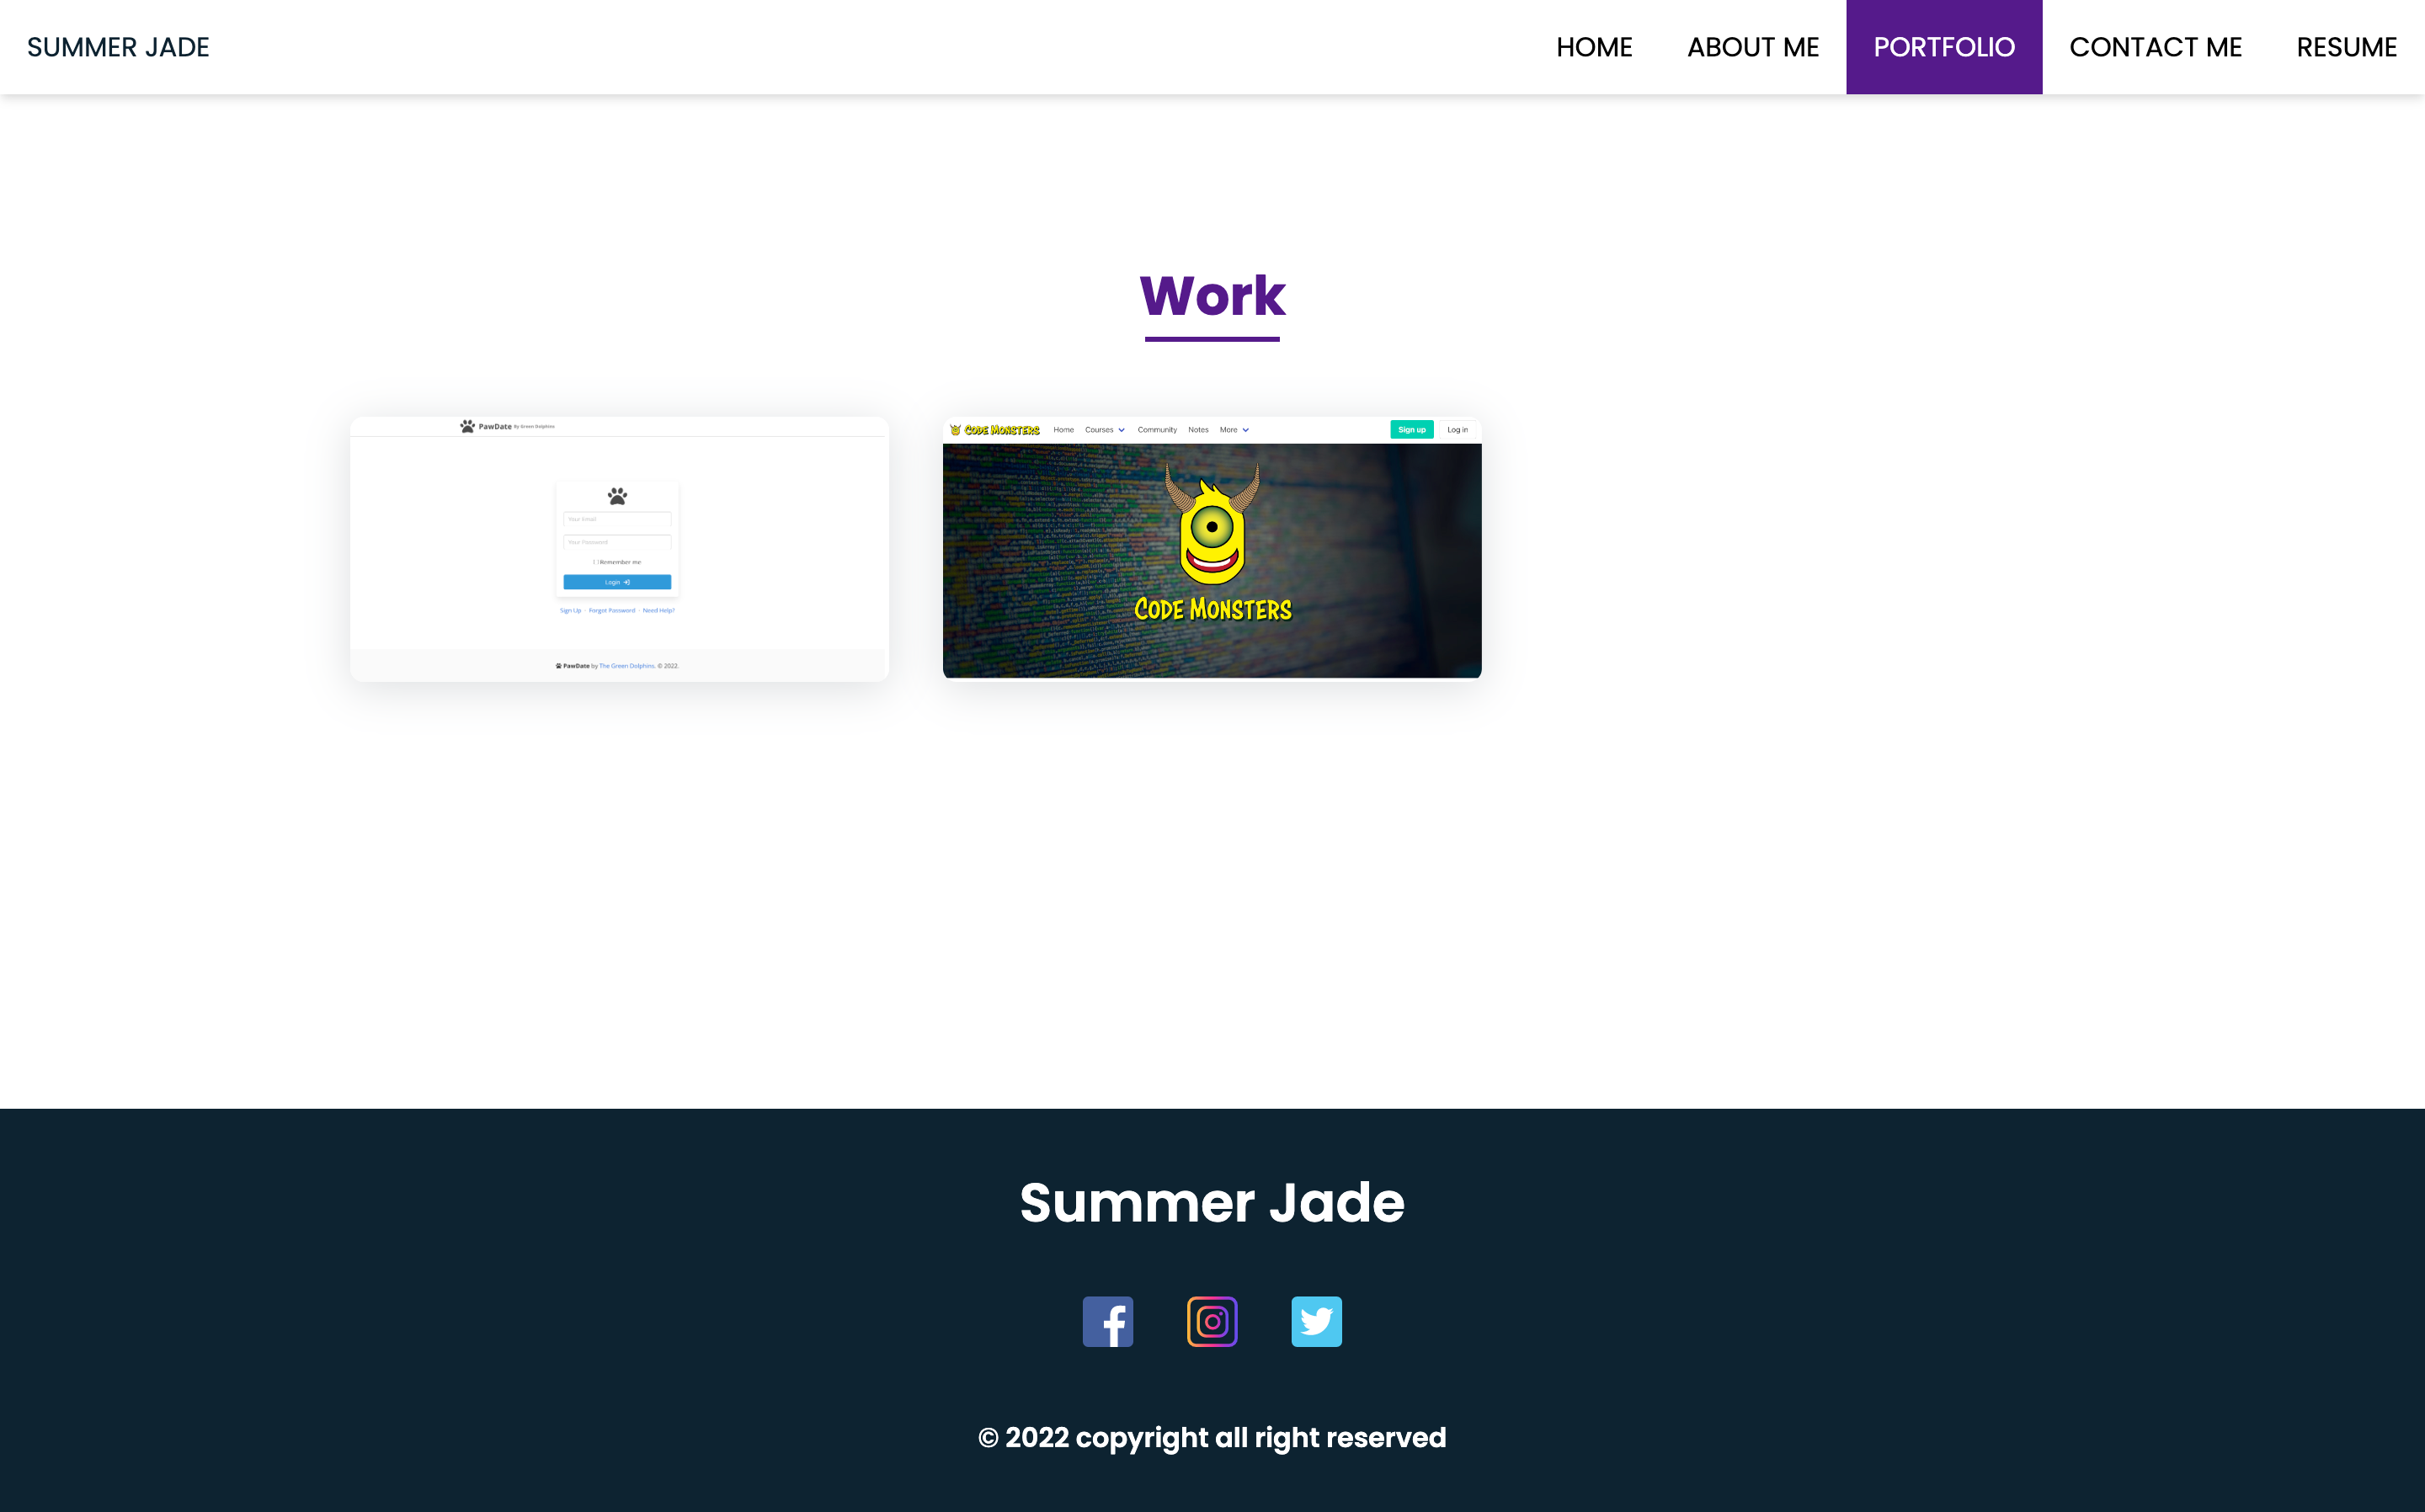 SUMMER JADE HOME ABOUT ME PORTFOLIO CONTACT ME RESUME
Work
PawDate By Green Dolphins
Your Email
Your Password
Remember me
Login
Sign Up · Forgot Password · Need Help?
PawDate by The Green Dolphins. © 2022.
CODE MONSTERS Home Courses Community Notes More Sign up Log in
CODE MONSTERS
Summer Jade
© 2022 copyright all right reserved